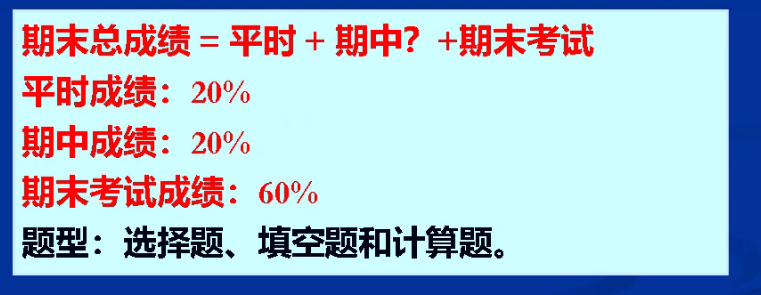 期末总成绩 = 平时 + 期中？+期末考试
平时成绩：20%
期中成绩：20%
期末考试成绩：60%
题型：选择题、填空题和计算题。